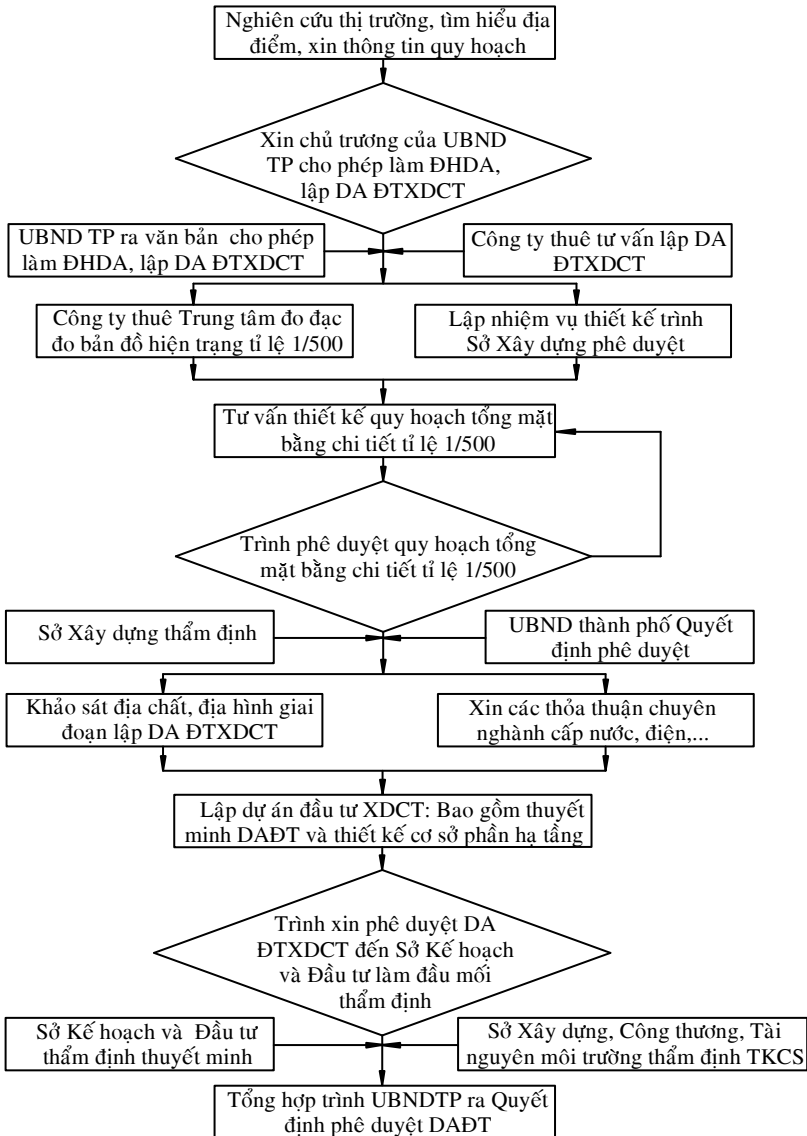 Nghiên cứu thị trường, tìm hiểu địa
điểm, xin thông tin quy hoạch
Xin chủ trương của UBND
TP cho phép làm ĐHDA,
lập DA ĐTXDCT
UBND TP ra văn bản cho phép
làm ĐHDA, lập DA ĐTXDCT
Công ty thuê tư vấn lập DA
ĐTXDCT
Công ty thuê Trung tâm đo đạc
đo bản đồ hiện trạng tỉ lệ 1/500
Lập nhiệm vụ thiết kế trình
Sở Xây dựng phê duyệt
Tư vấn thiết kế quy hoạch tổng mặt
bằng chi tiết tỉ lệ 1/500
Trình phê duyệt quy hoạch tổng
mặt bằng chi tiết tỉ lệ 1/500
Sở Xây dựng thẩm định
UBND thành phố Quyết
định phê duyệt
Khảo sát địa chất, địa hình giai
đoạn lập DA ĐTXDCT
Xin các thỏa thuận chuyên
nghành cấp nước, điện,...
Lập dự án đầu tư XDCT: Bao gồm thuyết
minh DAĐT và thiết kế cơ sở phần hạ tầng
Trình xin phê duyệt DA
ĐTXDCT đến Sở Kế hoạch
và Đầu tư làm đầu mối
thẩm định
Sở Kế hoạch và Đầu tư
thẩm định thuyết minh
Sở Xây dựng, Công thương, Tài
nguyên môi trường thẩm định TKCS
Tổng hợp trình UBNDTP ra Quyết
định phê duyệt DAĐT